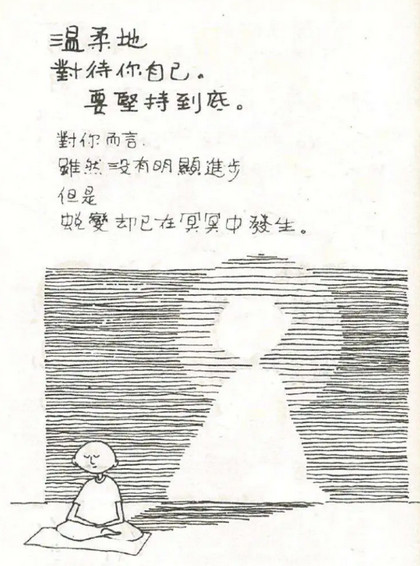 溫柔地
對待你自己。
要堅持到底。
對你而言.
雖然沒有明顯進步
但是
蛻變却已在冥冥中發生。